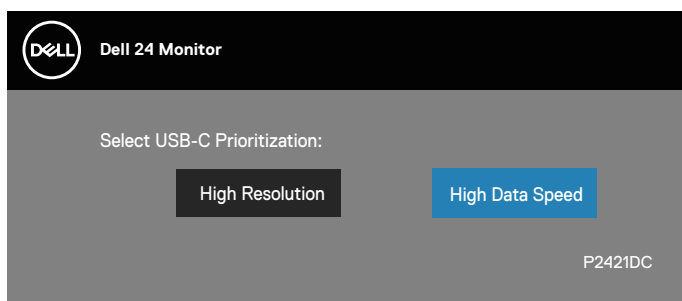 DELL
Dell 24 Monitor
Select USB-C Prioritization:
High Resolution
High Data Speed
P2421DC